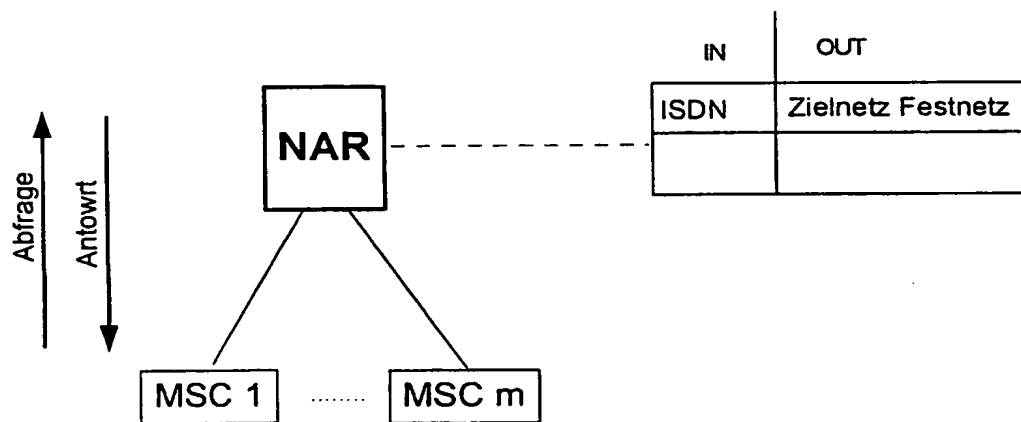 IN OUT
ISDN Zielnetz Festnetz
NAR
Abfrage
Antowrt
MSC 1 ........ MSC m